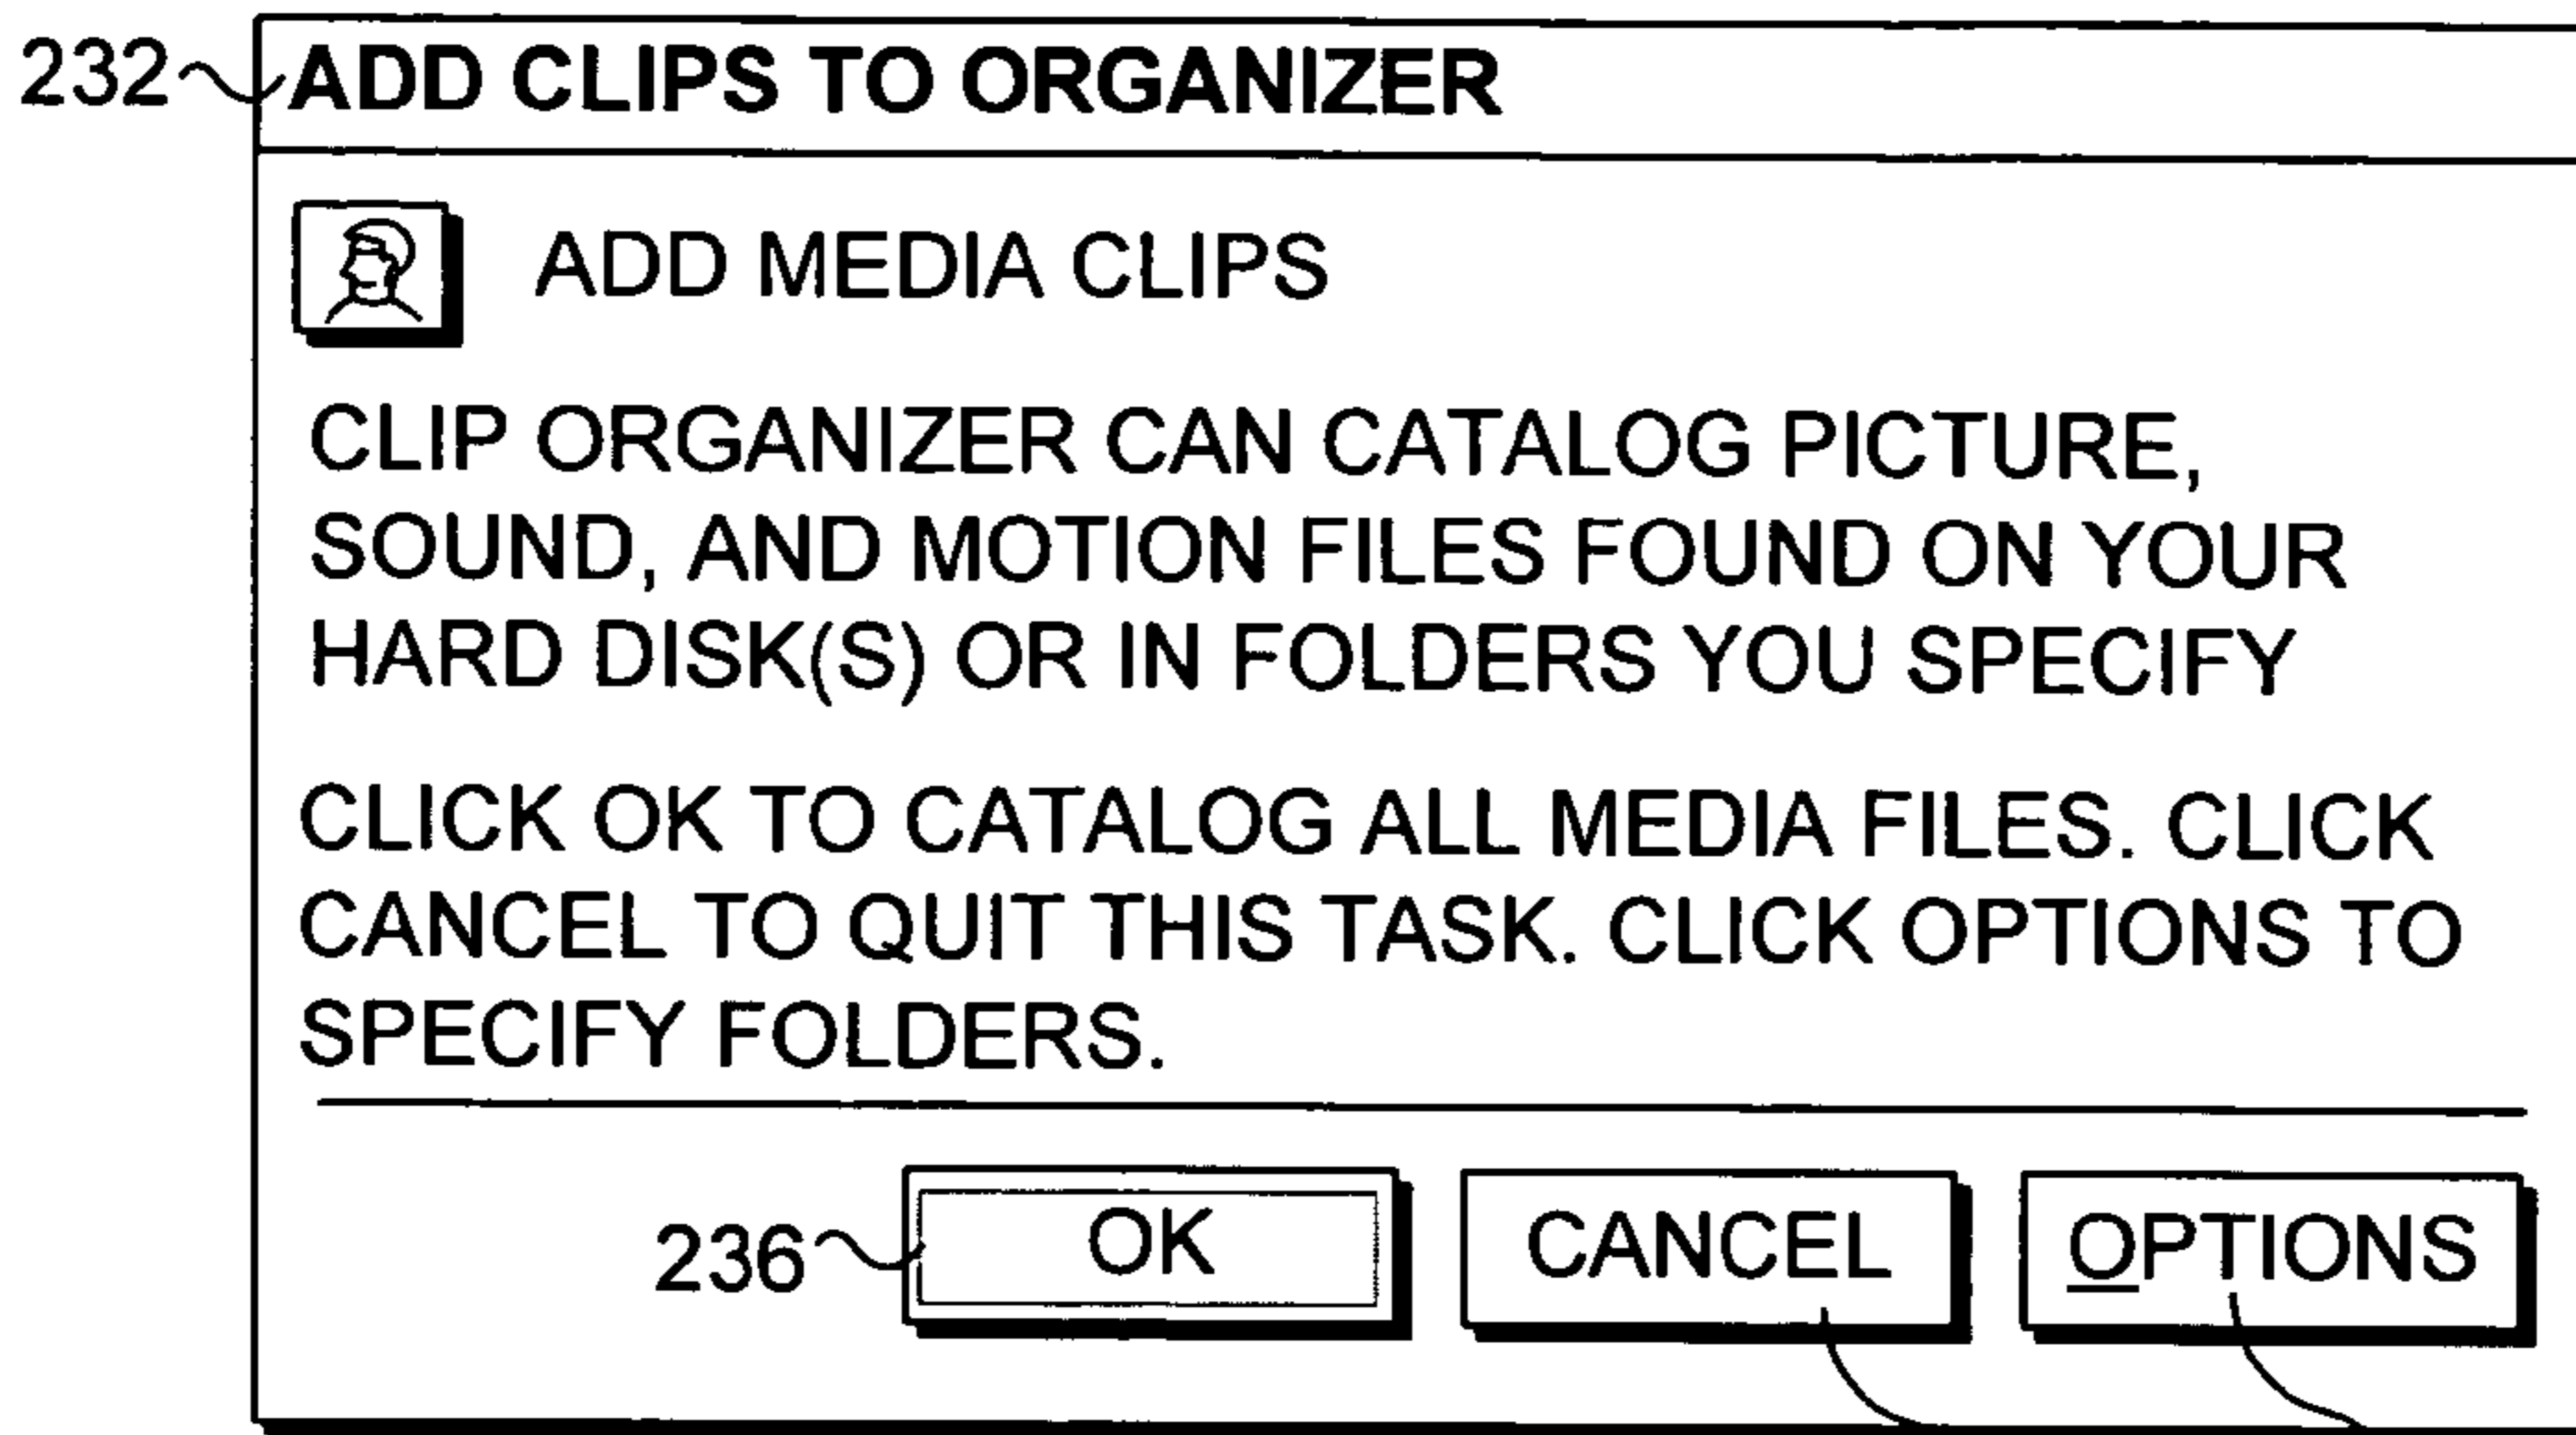 232 ADD CLIPS TO ORGANIZER
ADD MEDIA CLIPS
CLIP ORGANIZER CAN CATALOG PICTURE,
SOUND, AND MOTION FILES FOUND ON YOUR
HARD DISK(S) OR IN FOLDERS YOU SPECIFY
CLICK OK TO CATALOG ALL MEDIA FILES. CLICK
CANCEL TO QUIT THIS TASK. CLICK OPTIONS TO
SPECIFY FOLDERS.
236 OK CANCEL OPTIONS